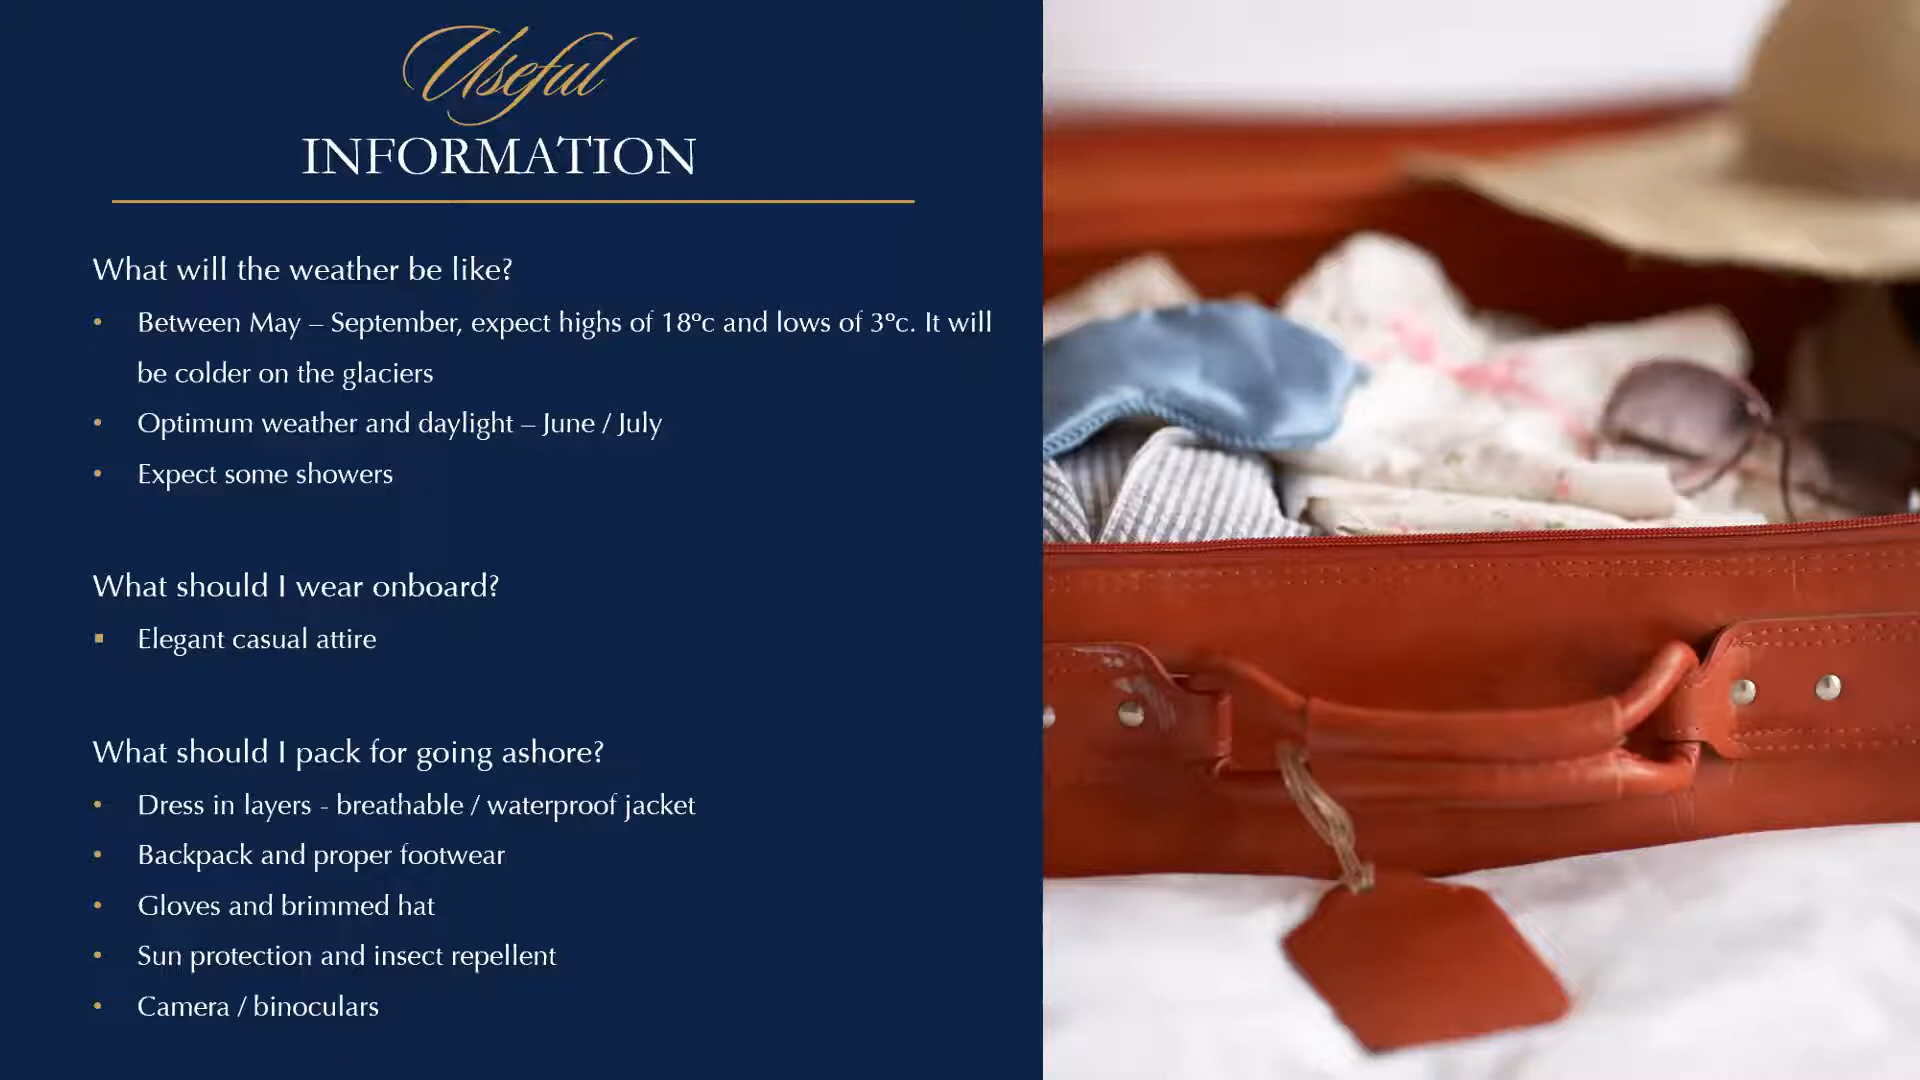 Useful
INFORMATION
What will the weather be like?
• Between May – September, expect highs of 18ºc and lows of 3ºc. It will
be colder on the glaciers
• Optimum weather and daylight – June / July
• Expect some showers
What should I wear onboard?
▪ Elegant casual attire
What should I pack for going ashore?
• Dress in layers - breathable / waterproof jacket
• Backpack and proper footwear
• Gloves and brimmed hat
• Sun protection and insect repellent
• Camera / binoculars